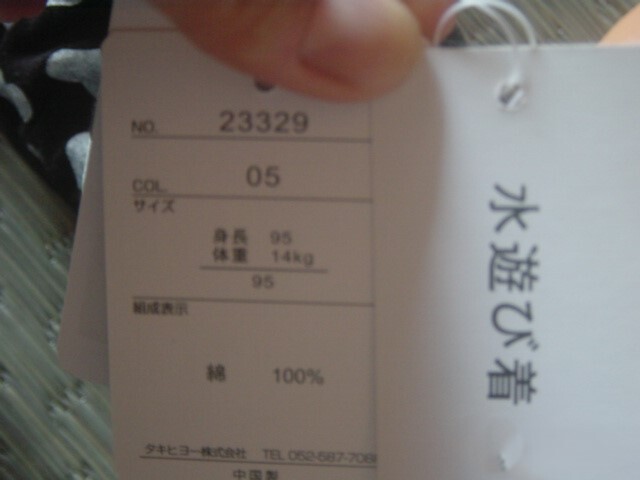 NO. 23329
COL. 05
サイズ
身長 95
体重 14kg
95
組成表示
綿 100%
タキヒヨー株式会社 TEL 052-587-708
中国製
水遊び着